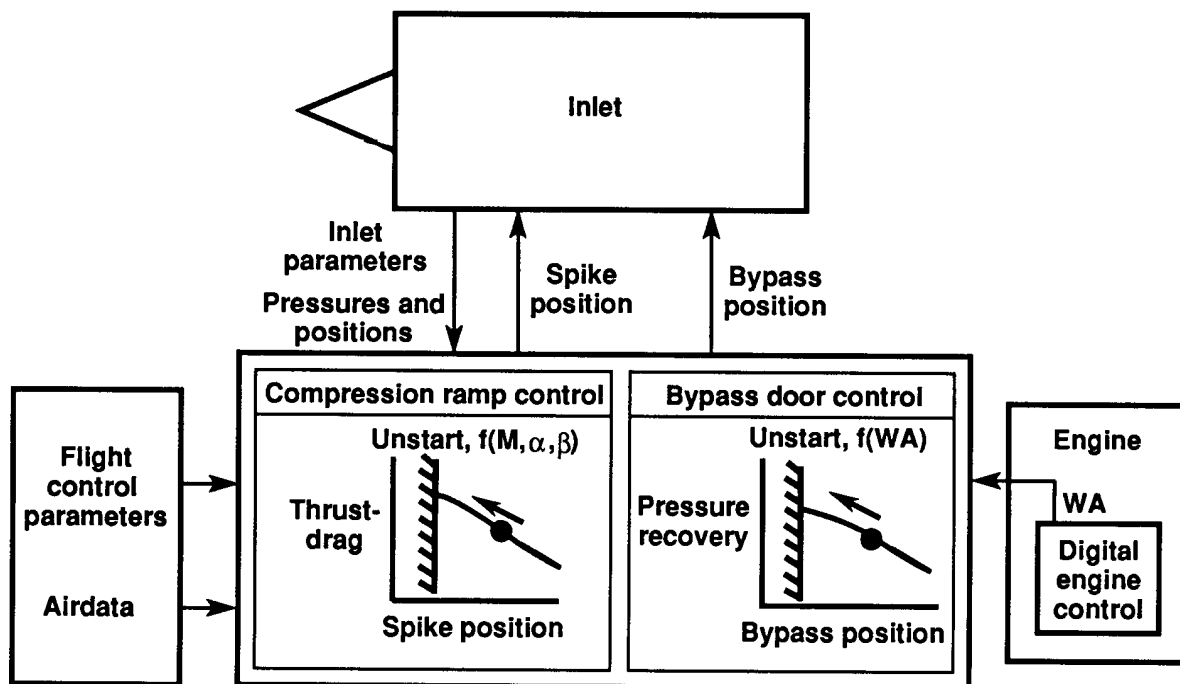 Inlet
Inlet
parameters
Pressures and
positions
Spike
position
Bypass
position
Flight
control
parameters
Airdata
Compression ramp control
Unstart, f(M, α, β)
Thrust-
drag
Spike position
Bypass door control
Unstart, f(WA)
Pressure
recovery
Bypass position
Engine
WA
Digital
engine
control